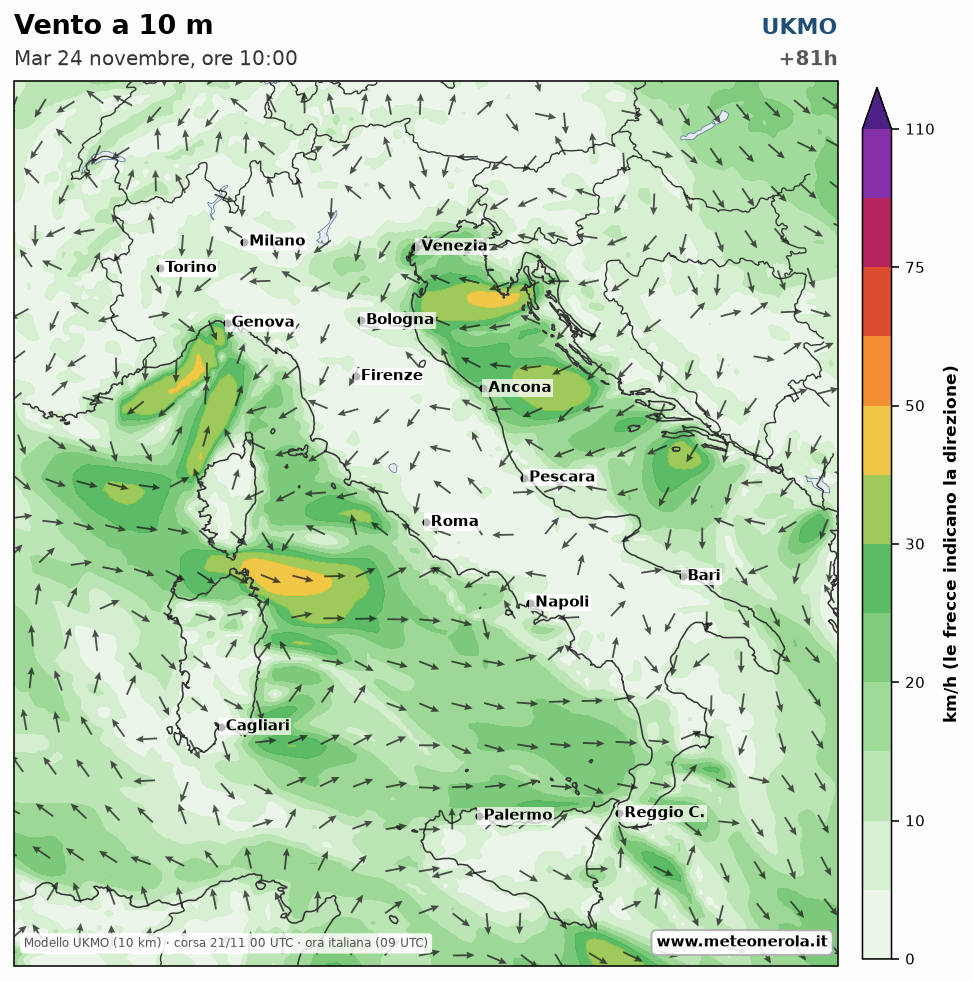 Vento a 10 m
UKMO
Mar 24 novembre, ore 10:00
+81h
110
75
50
30
20
10
0
km/h (le frecce indicano la direzione)
Venezia
Milano
Torino
Genova
Bologna
Firenze
Ancona
Pescara
Roma
Bari
Napoli
Cagliari
Palermo
Reggio C.
Modello UKMO (10 km) · corsa 21/11 00 UTC · ora italiana (09 UTC)
www.meteonerola.it